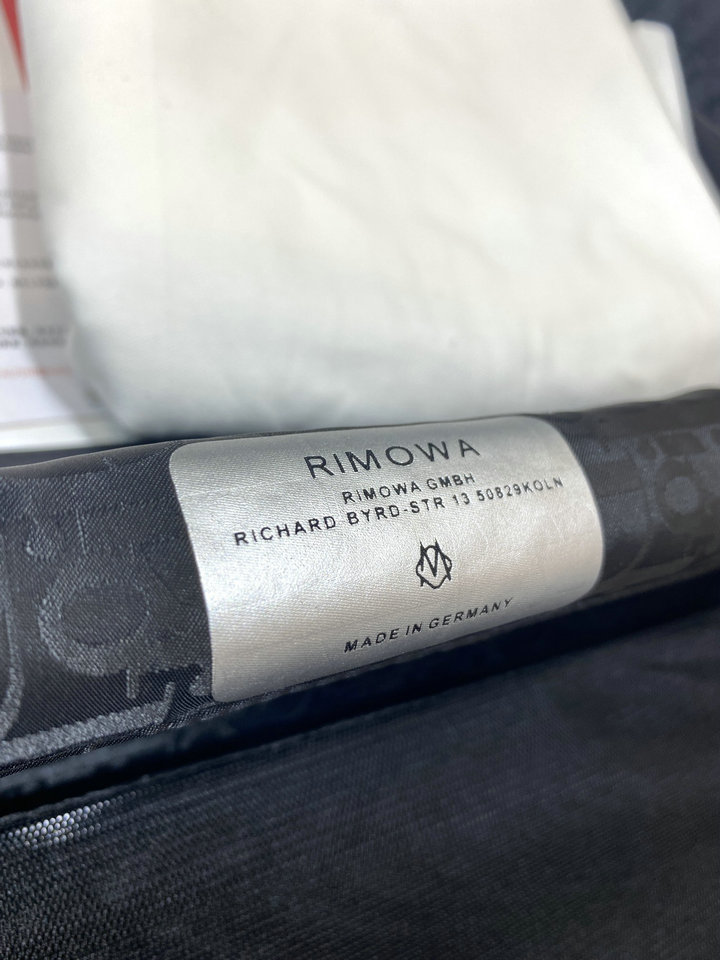 RIMOWA
RIMOWA GMBH
RICHARD BYRD-STR 13 50829KOLN
MADE IN GERMANY